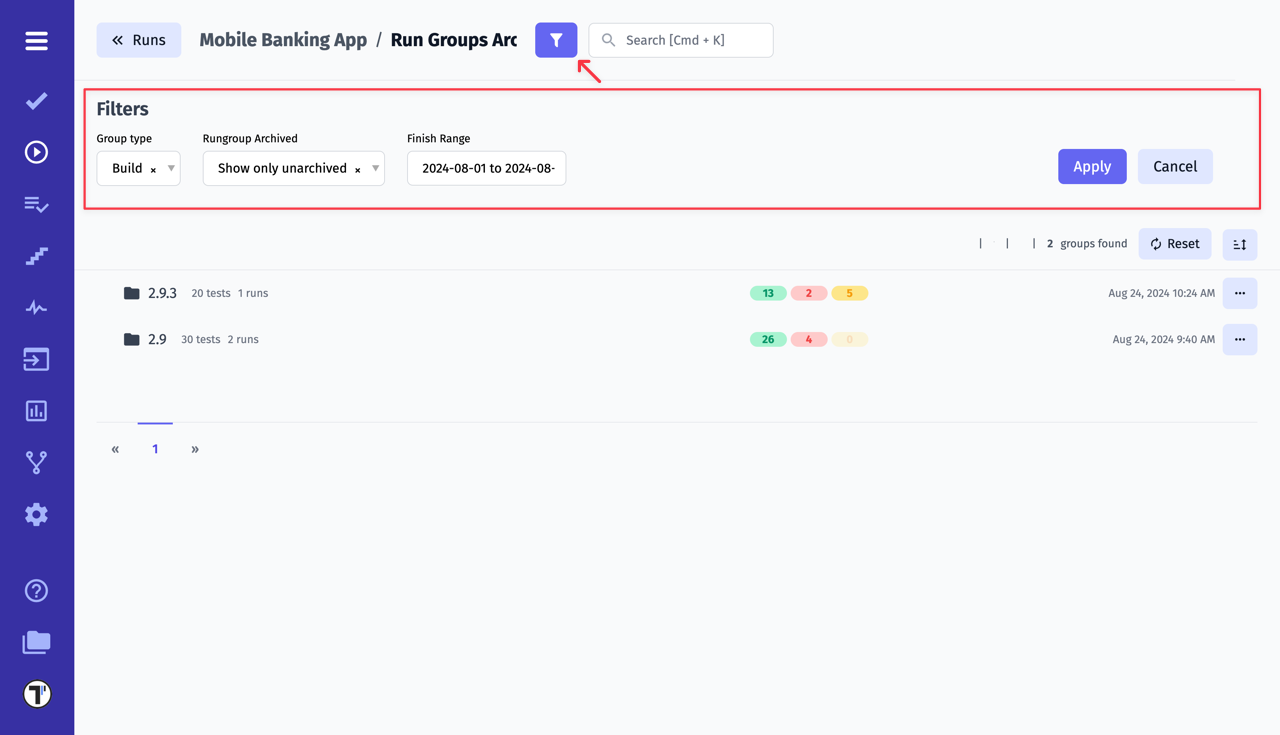 « Runs Mobile Banking App / Run Groups Arc Search [Cmd + K]
Filters
Group type Rungroup Archived Finish Range
Build × ▼ Show only unarchived × ▼ 2024-08-01 to 2024-08- Apply Cancel
| | | 2 groups found Reset
2.9.3 20 tests 1 runs 13 2 5 Aug 24, 2024 10:24 AM ...
2.9 30 tests 2 runs 26 4 0 Aug 24, 2024 9:40 AM ...
« 1 »
T